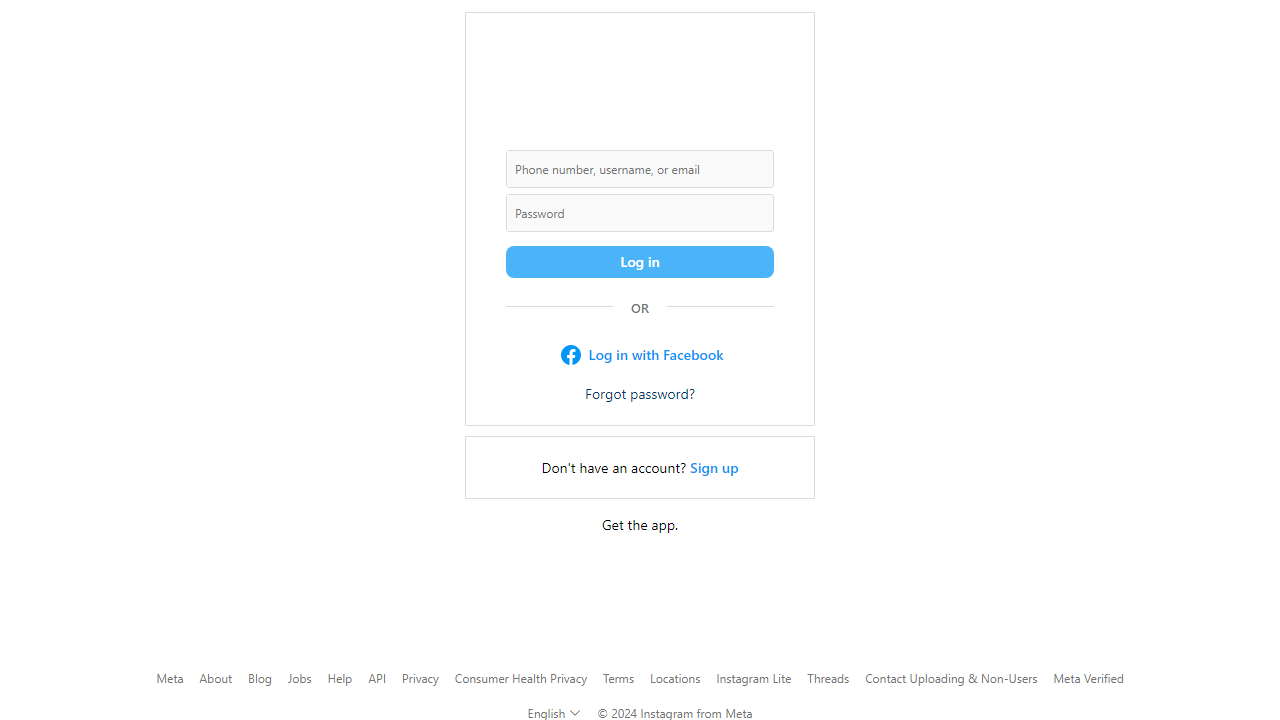 Phone number, username, or email
Password
Log in
OR
Log in with Facebook
Forgot password?
Don't have an account? Sign up
Get the app.
Meta About Blog Jobs Help API Privacy Consumer Health Privacy Terms Locations Instagram Lite Threads Contact Uploading & Non-Users Meta Verified
English © 2024 Instagram from Meta